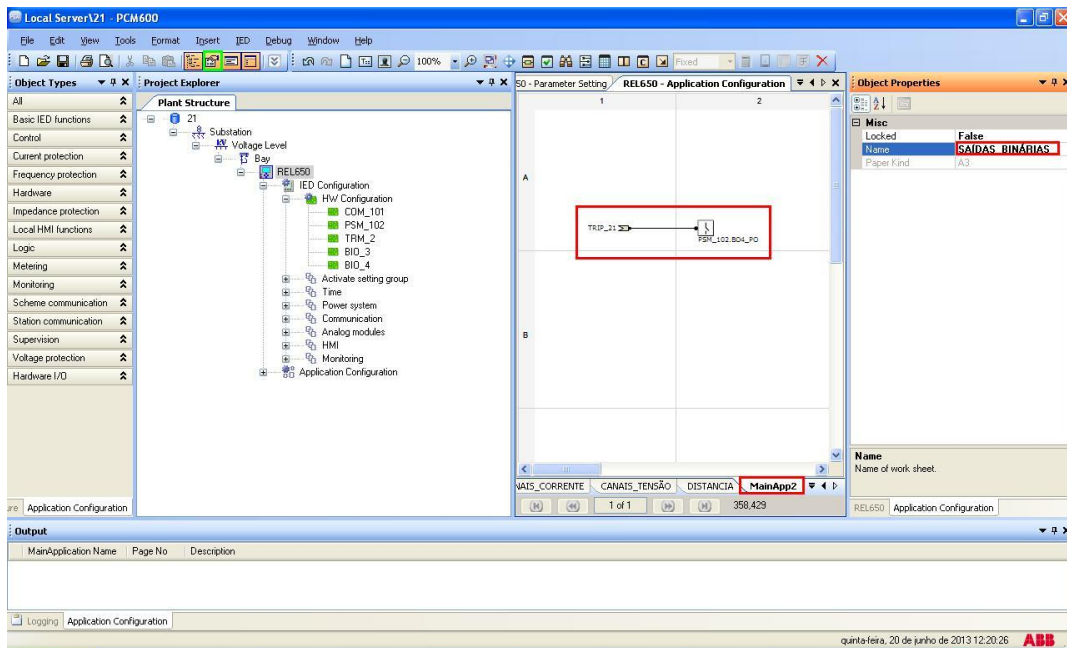 Local Server\21 - PCM600
File Edit View Tools Format Insert IED Debug Window Help
100%
Fixed
Object Types
All
Basic IED functions
Control
Current protection
Frequency protection
Hardware
Impedance protection
Local HMI functions
Logic
Metering
Monitoring
Scheme communication
Station communication
Supervision
Voltage protection
Hardware I/O
Application Configuration
Project Explorer
Plant Structure
21
Substation
Voltage Level
Bay
REL650
IED Configuration
HW Configuration
COM_101
PSM_102
TRM_2
BIO_3
BIO_4
Activate setting group
Time
Power system
Communication
Analog modules
HMI
Monitoring
Application Configuration
50 - Parameter Setting
REL650 - Application Configuration
1 2
A
TRIP_21
PSM_102.BO4_PO
B
NAIS_CORRENTE CANAIS_TENSÃO DISTANCIA MainApp2
1 of 1
358,429
Object Properties
Misc
Locked False
Name SAÍDAS_BINÁRIAS
Paper Kind A3
Name
Name of work sheet.
REL650 Application Configuration
Output
MainApplication Name Page No Description
Logging Application Configuration
quinta-feira, 20 de junho de 2013 12:20:26 ABB